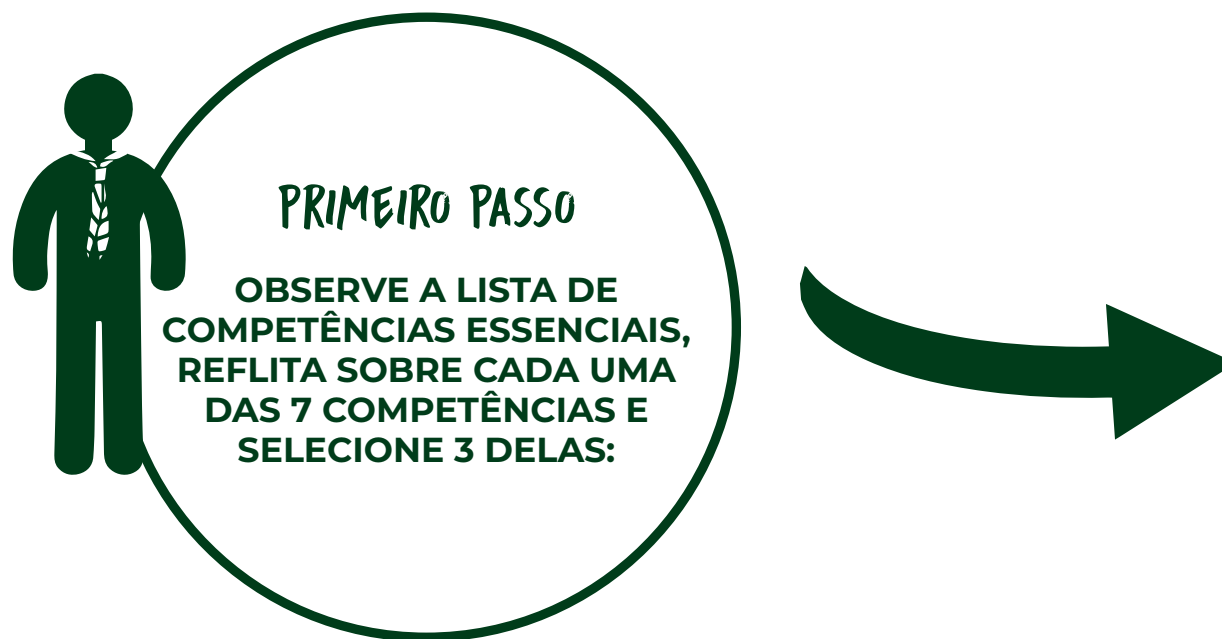 PRIMEIRO PASSO
OBSERVE A LISTA DE
COMPETÊNCIAS ESSENCIAIS,
REFLITA SOBRE CADA UMA
DAS 7 COMPETÊNCIAS E
SELECIONE 3 DELAS: